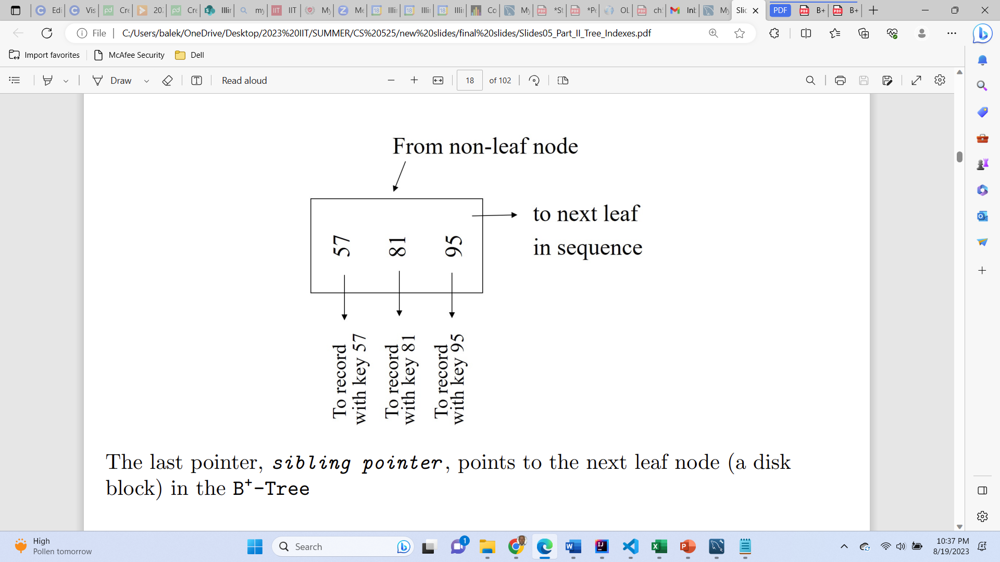 Edi
Vis
Cre
202
Cre
Illir
my
IIT
My
Me
Illir
Illir
Illir
Co
My
*St
*Pe
OL
ch
Inb
My
Slic
PDF
B+
B+
File
C:/Users/balek/OneDrive/Desktop/2023%20IIT/SUMMER/CS%20525/new%20slides/final%20slides/Slides05_Part_II_Tree_Indexes.pdf
Import favorites
McAfee Security
Dell
Draw
Read aloud
18
of 102
From non-leaf node
to next leaf
in sequence
57
81
95
To record
with key 57
To record
with key 81
To record
with key 95
The last pointer, sibling pointer, points to the next leaf node (a disk
block) in the B+-Tree
High
Pollen tomorrow
Search
1
10:37 PM
8/19/2023